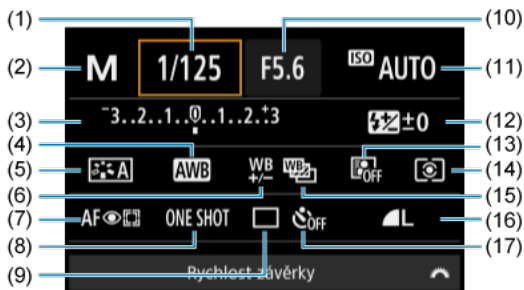 (1) (10)
(2) M 1/125 F5.6 ISO AUTO (11)
(3) -3..2..1..0..1..2..+3 ±0 (12)
(4) (13)
(5) A AWB WB +/- WB OFF (14)
(6) (15)
(7) AF ONE SHOT OFF L (16)
(8) (17)
(9) Rychlost závěrky